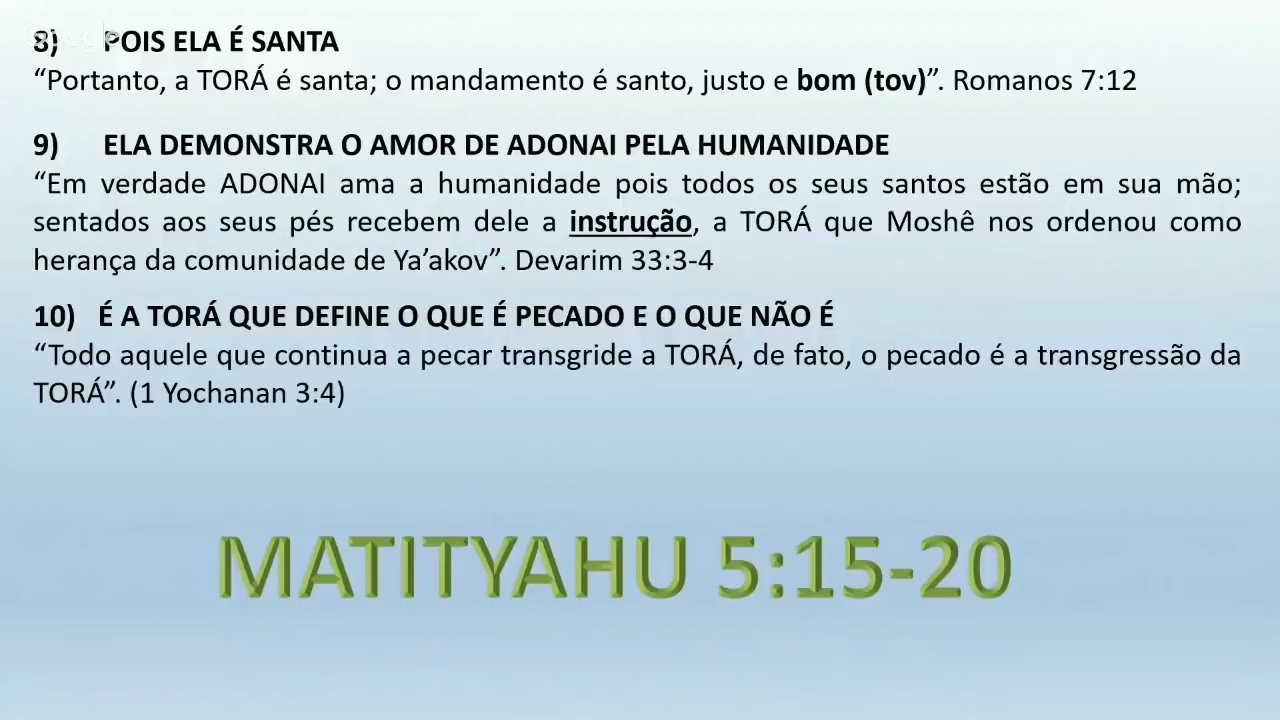 8) POIS ELA É SANTA
“Portanto, a TORÁ é santa; o mandamento é santo, justo e bom (tov)”. Romanos 7:12
9) ELA DEMONSTRA O AMOR DE ADONAI PELA HUMANIDADE
“Em verdade ADONAI ama a humanidade pois todos os seus santos estão em sua mão;
sentados aos seus pés recebem dele a instrução, a TORÁ que Moshê nos ordenou como
herança da comunidade de Ya’akov”. Devarim 33:3-4
10) É A TORÁ QUE DEFINE O QUE É PECADO E O QUE NÃO É
“Todo aquele que continua a pecar transgride a TORÁ, de fato, o pecado é a transgressão da
TORÁ”. (1 Yochanan 3:4)
MATITYAHU 5:15-20